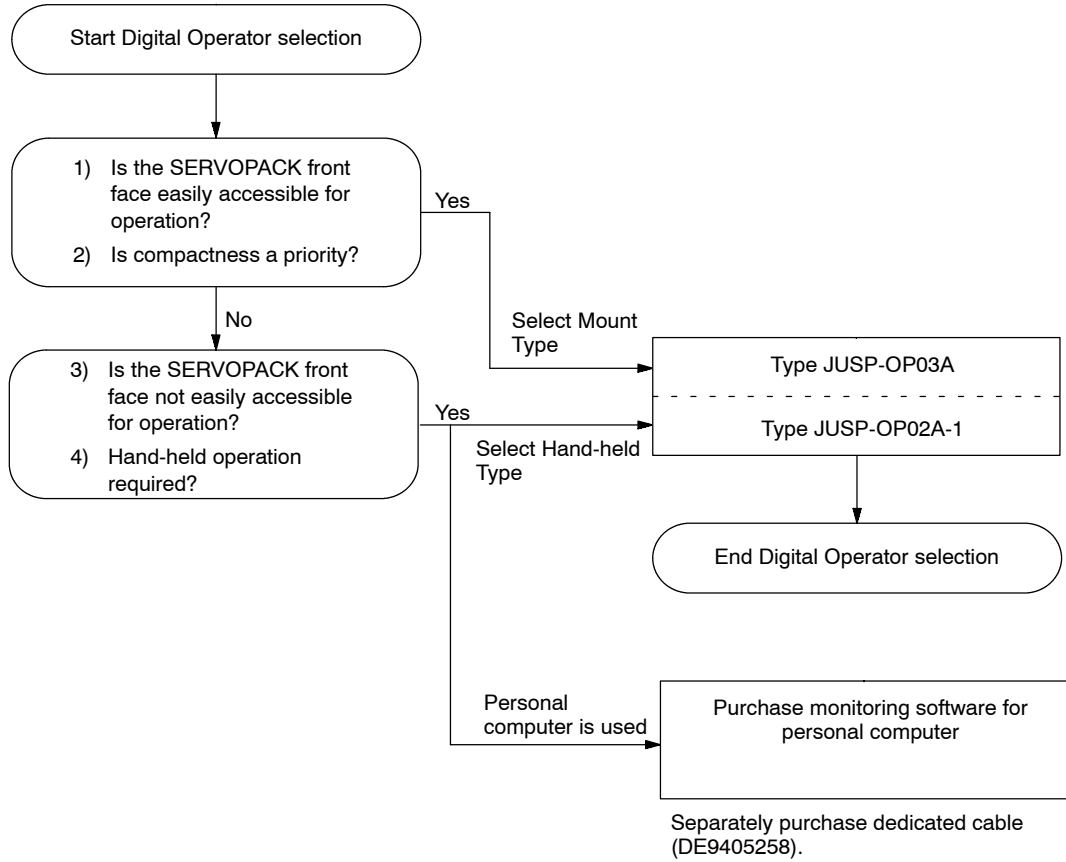 Start Digital Operator selection
1) Is the SERVOPACK front
face easily accessible for
operation?
2) Is compactness a priority?
Yes
No
Select Mount
Type
3) Is the SERVOPACK front
face not easily accessible
for operation?
4) Hand-held operation
required?
Yes
Select Hand-held
Type
Type JUSP-OP03A
Type JUSP-OP02A-1
End Digital Operator selection
Personal
computer is used
Purchase monitoring software for
personal computer
Separately purchase dedicated cable
(DE9405258).